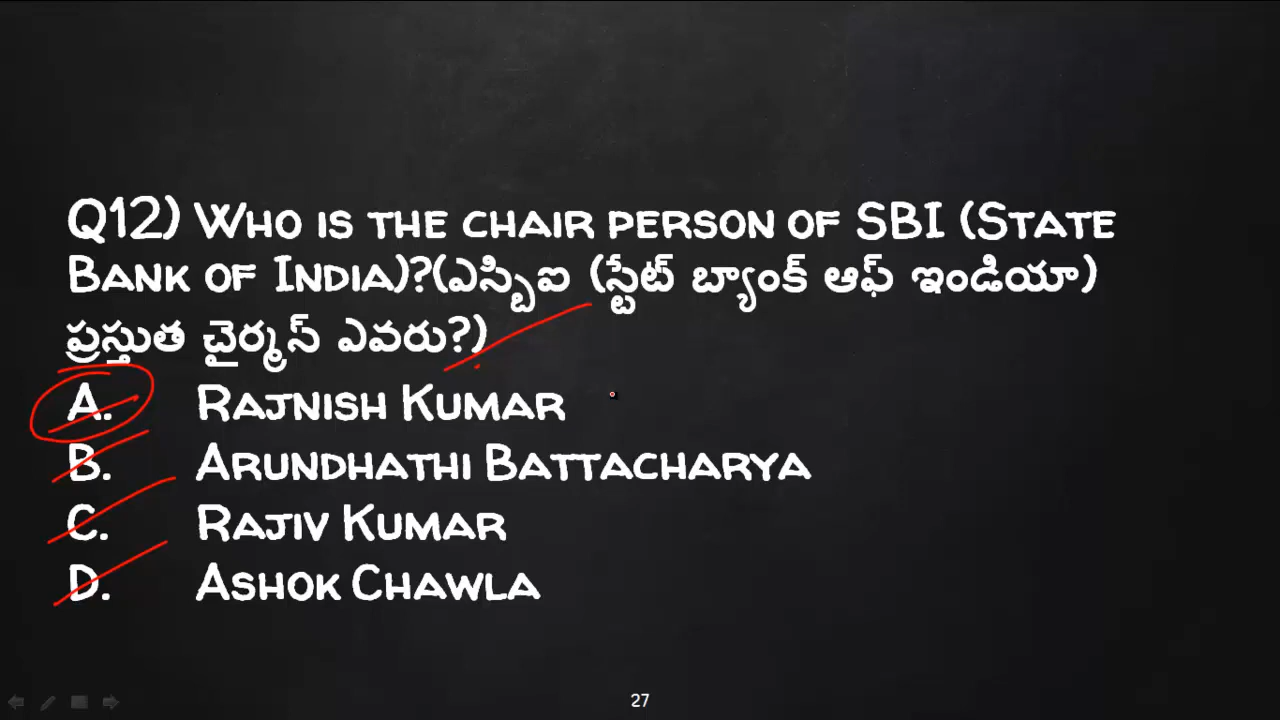 Q12) Who is the chair person of SBI (State
Bank of India)?(ఎస్బిఐ (స్టేట్ బ్యాంక్ ఆఫ్ ఇండియా)
ప్రస్తుత చైర్మన్ ఎవరు?)
A. Rajnish Kumar
B. Arundhathi Battacharya
C. Rajiv Kumar
D. Ashok Chawla
27